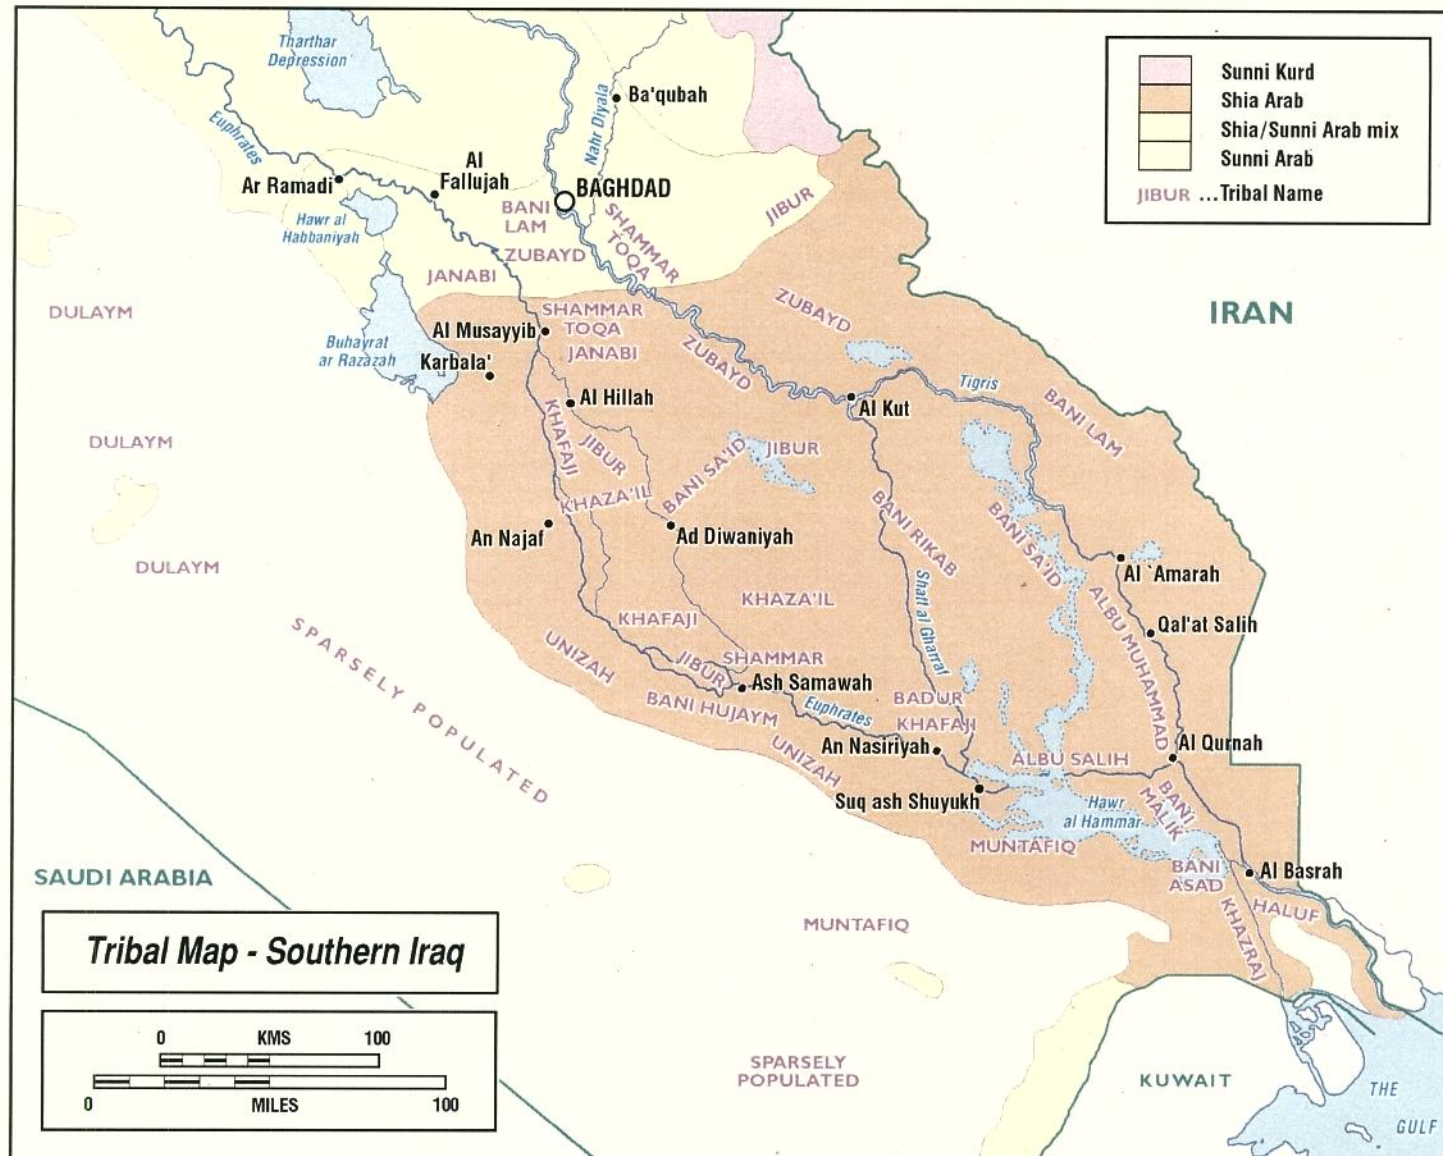 Tharthar
Depression
Sunni Kurd
Shia Arab
Shia/Sunni Arab mix
Sunni Arab
JIBUR ...Tribal Name
Ba'qubah
Nahr Diyala
Euphrates
Ar Ramadi
Al
Fallujah
BAGHDAD
Hawr al
Habbaniyah
BANI
LAM
SHAMMAR
TOQA
JIBUR
ZUBAYD
JANABI
DULAYM
IRAN
ZUBAYD
SHAMMAR
TOQA
Al Musayyib
Buhayrat
ar Razazah
JANABI
ZUBAYD
Karbala'
Tigris
Al Hillah
Al Kut
BANI LAM
KHAFAJI
JIBUR
DULAYM
BANI SA'ID
JIBUR
KHAZA'IL
BANI RIKAB
BANI SA'ID
An Najaf
Ad Diwaniyah
DULAYM
Al `Amarah
KHAZA'IL
Shatt al Gharraf
ALBU MUHAMMAD
KHAFAJI
Qal'at Salih
SPARSELY POPULATED
UNIZAH
JIBUR
SHAMMAR
Ash Samawah
BANI HUJAYM
Euphrates
BADUR
KHAFAJI
An Nasiriyah
UNIZAH
Al Qurnah
ALBU SALIH
Suq ash Shuyukh
Hawr
al Hammar
BANI
MALIK
MUNTAFIQ
BANI
ASAD
Al Basrah
SAUDI ARABIA
HALUF
KHAZRAJ
MUNTAFIQ
Tribal Map - Southern Iraq
0 KMS 100
0 MILES 100
SPARSELY
POPULATED
KUWAIT
THE
GULF